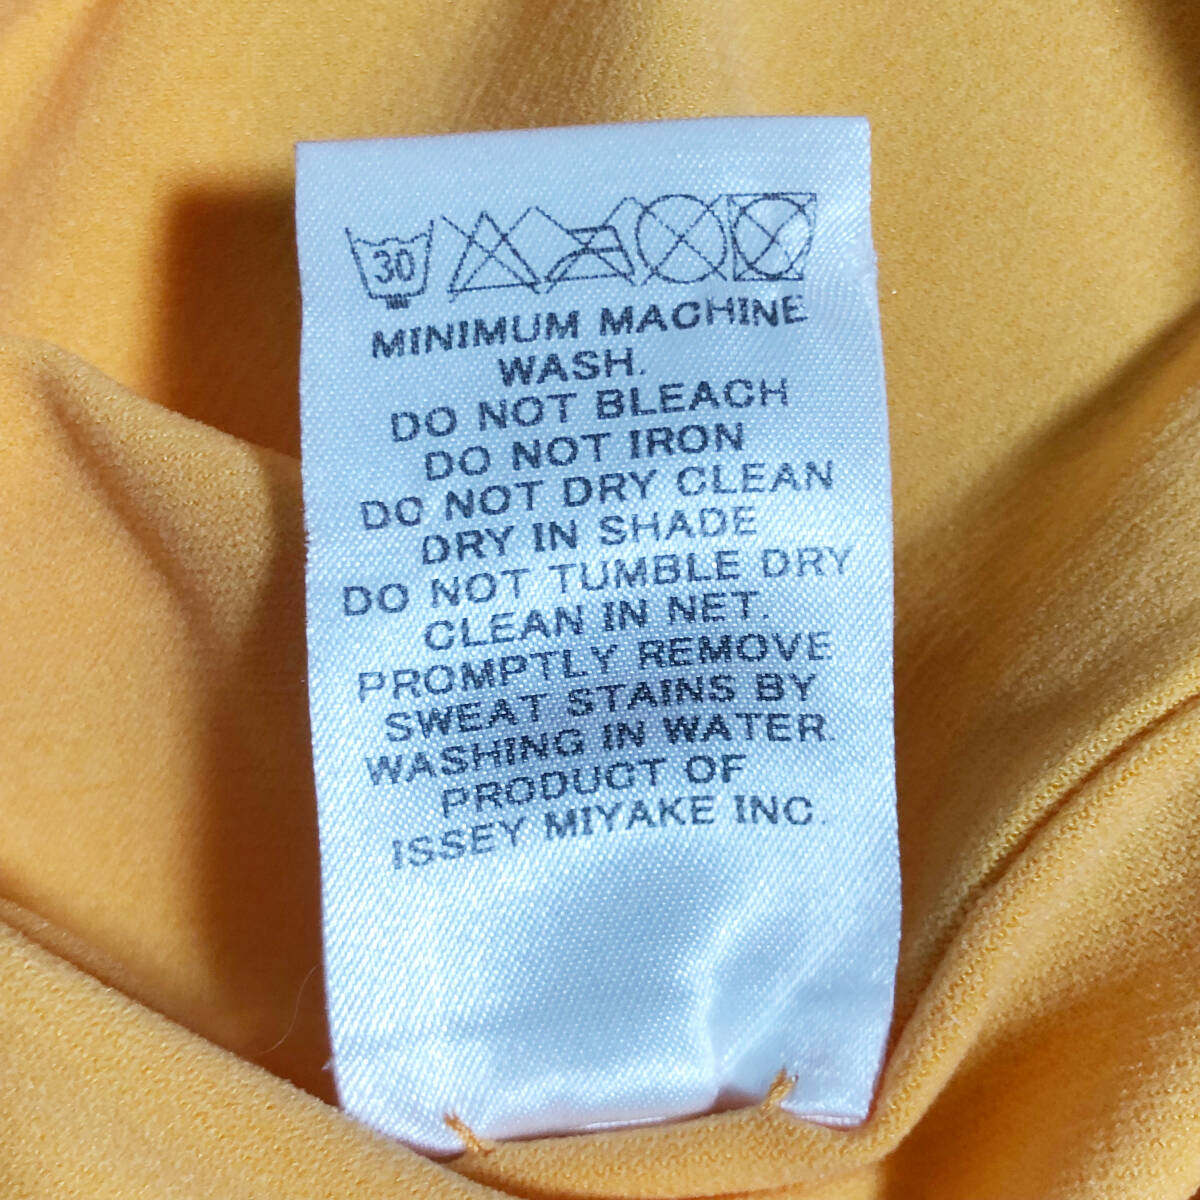 30
MINIMUM MACHINE
WASH.
DO NOT BLEACH
DO NOT IRON
DO NOT DRY CLEAN
DRY IN SHADE
DO NOT TUMBLE DRY
CLEAN IN NET.
PROMPTLY REMOVE
SWEAT STAINS BY
WASHING IN WATER.
PRODUCT OF
ISSEY MIYAKE INC.